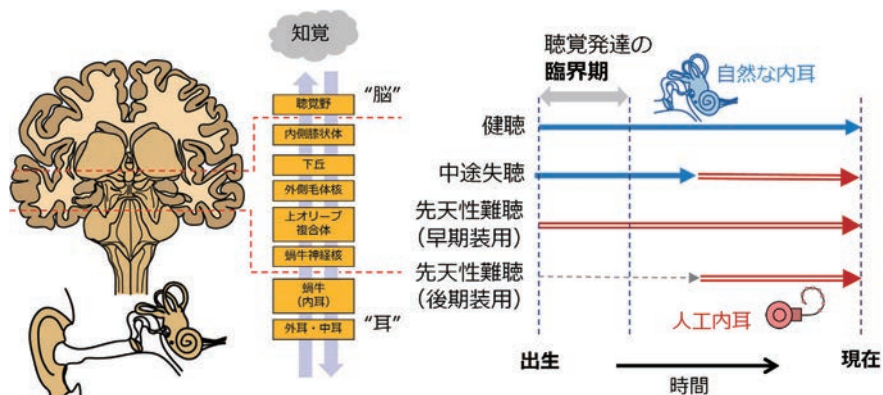 知覚
“脳”
聴覚野
内側膝状体
下丘
外側毛体核
上オリーブ
複合体
蝸牛神経核
蝸牛
(内耳)
外耳・中耳
“耳”
聴覚発達の
臨界期
自然な内耳
健聴
中途失聴
先天性難聴
(早期装用)
先天性難聴
(後期装用)
人工内耳
出生
時間
現在